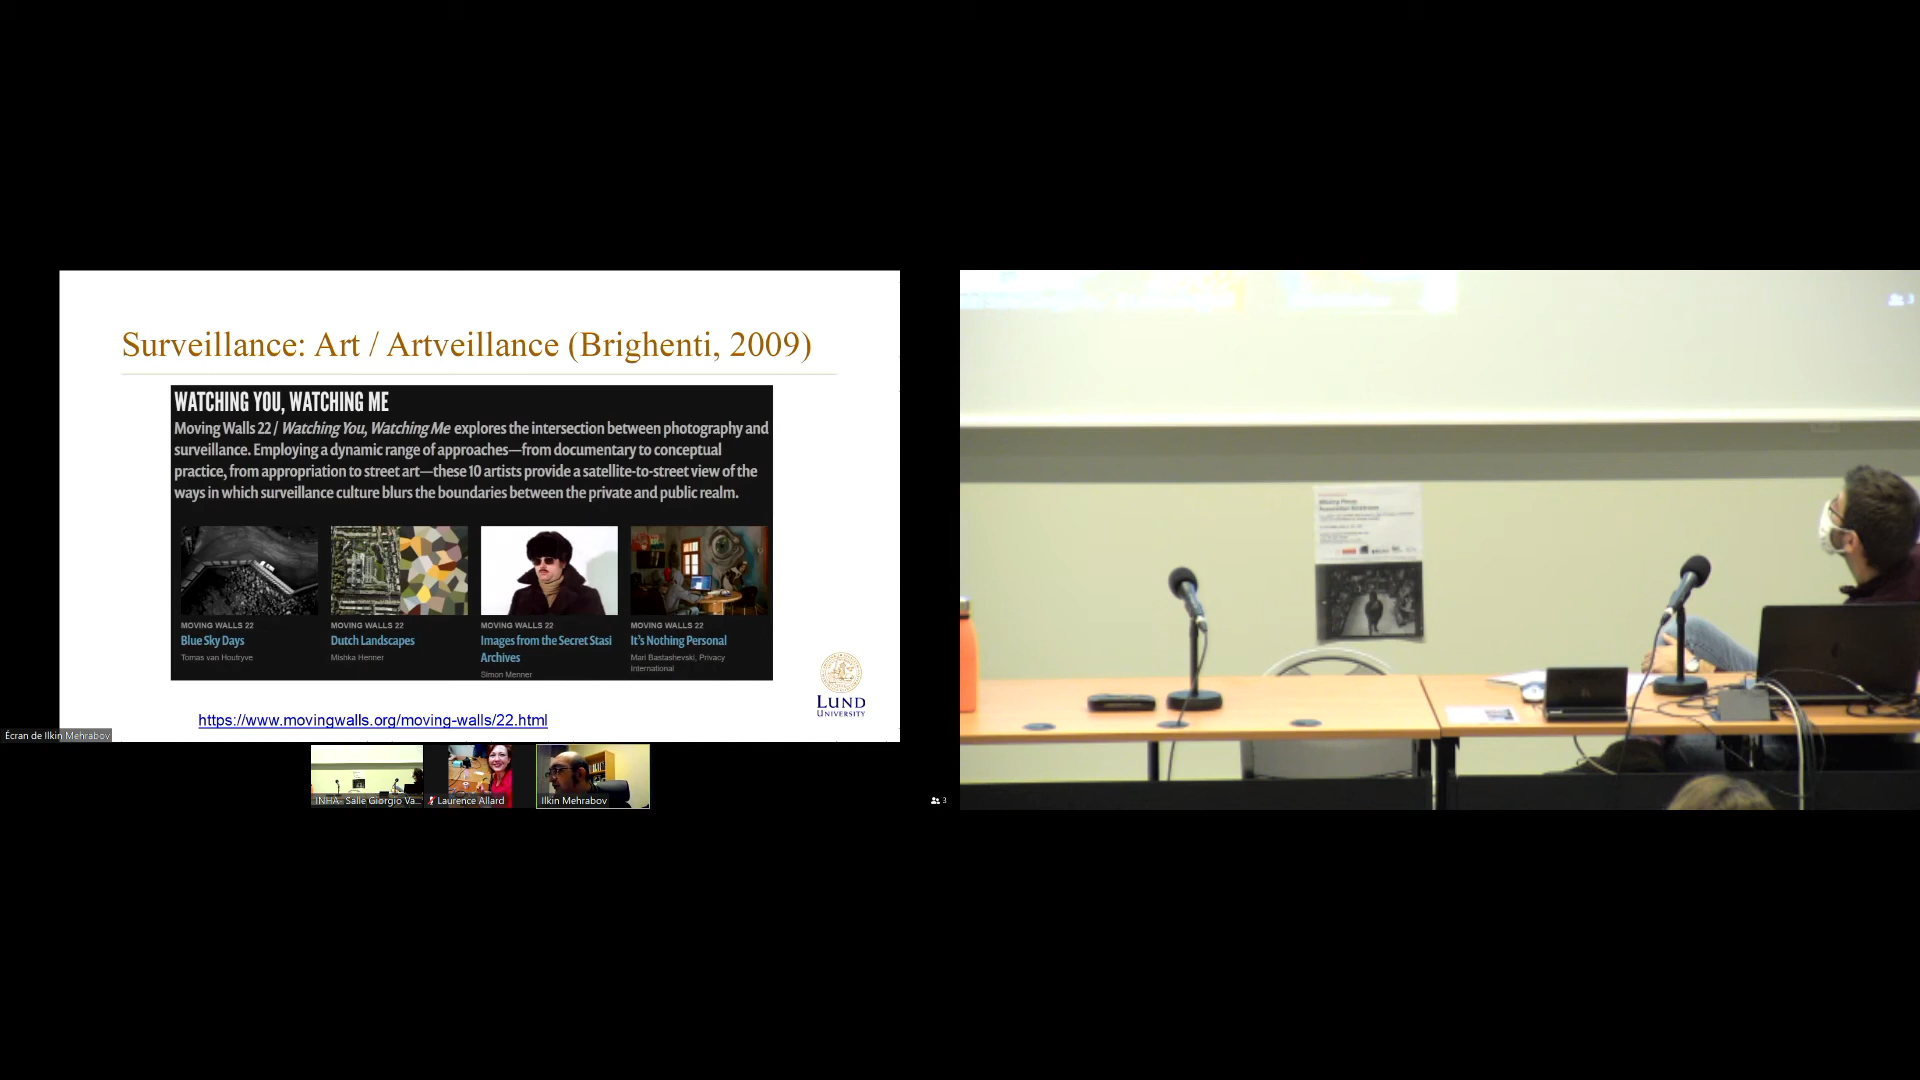 Surveillance: Art / Artveillance (Brighenti, 2009)
WATCHING YOU, WATCHING ME
Moving Walls 22 / Watching You, Watching Me explores the intersection between photography and
surveillance. Employing a dynamic range of approaches—from documentary to conceptual
practice, from appropriation to street art—these 10 artists provide a satellite-to-street view of the
ways in which surveillance culture blurs the boundaries between the private and public realm.
MOVING WALLS 22
Blue Sky Days
Tomas van Houtryve
MOVING WALLS 22
Dutch Landscapes
Mishka Henner
MOVING WALLS 22
Images from the Secret Stasi
Archives
Simon Menner
MOVING WALLS 22
It's Nothing Personal
Mari Bastashevski, Privacy
International
LUND
UNIVERSITY
https://www.movingwalls.org/moving-walls/22.html
Écran de Ilkin Mehrabov
INHA- Salle Giorgio Va...
Laurence Allard
Ilkin Mehrabov
3
3